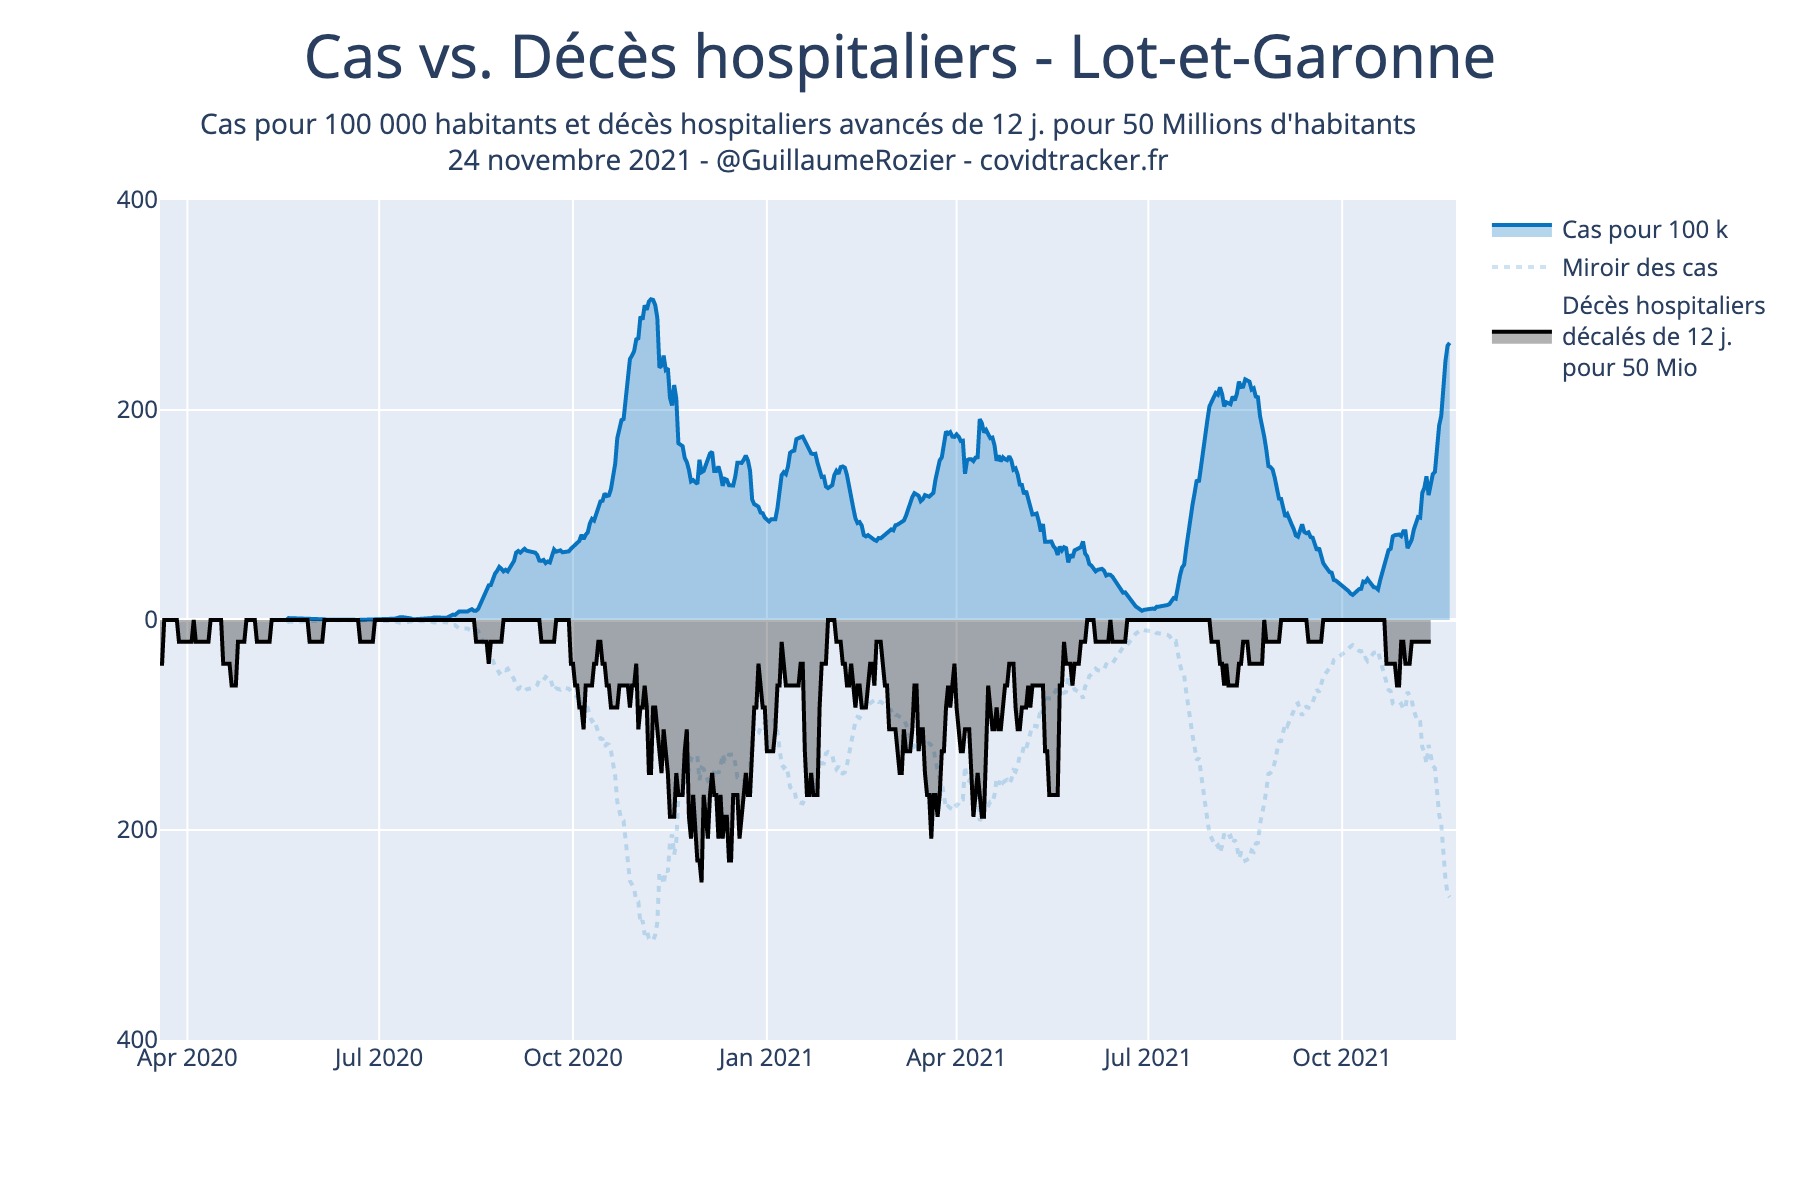 Cas vs. Décès hospitaliers - Lot-et-Garonne
Cas pour 100 000 habitants et décès hospitaliers avancés de 12 j. pour 50 Millions d'habitants
24 novembre 2021 - @GuillaumeRozier - covidtracker.fr
400
200
0
200
400
Apr 2020
Jul 2020
Oct 2020
Jan 2021
Apr 2021
Jul 2021
Oct 2021
Cas pour 100 k
Miroir des cas
Décès hospitaliers
décalés de 12 j.
pour 50 Mio